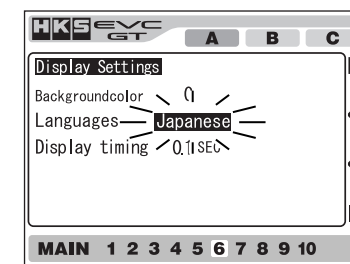 HKS EVC GT
A B C
Display Settings
Backgroundcolor 0
Languages Japanese
Display timing 0.1SEC
MAIN 1 2 3 4 5 6 7 8 9 10